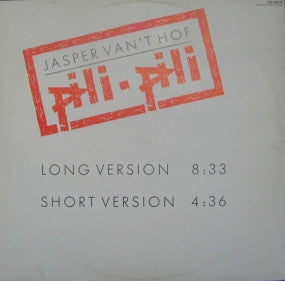 JASPER VAN'T HOF
pili-pili
LONG VERSION 8:33
SHORT VERSION 4:36